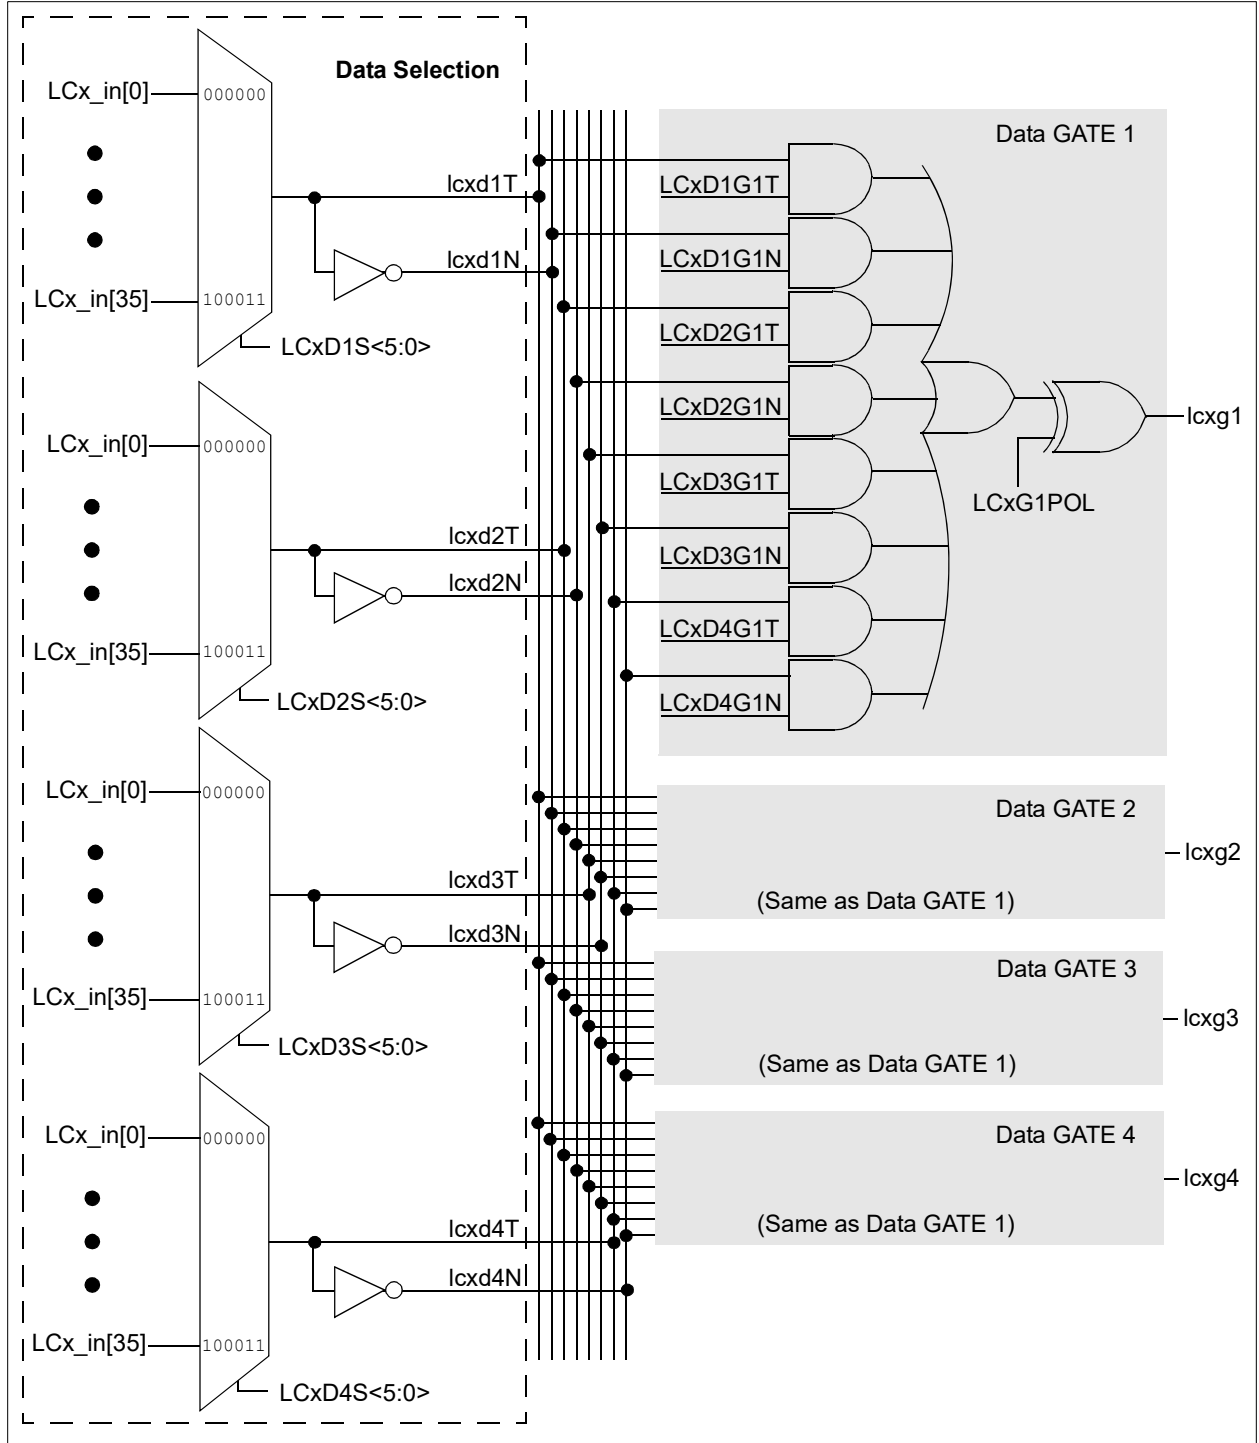 Data Selection
LCx_in[0]
000000
LCx_in[35]
100011
LCxD1S<5:0>
lcxd1T
lcxd1N
LCx_in[0]
000000
LCx_in[35]
100011
LCxD2S<5:0>
lcxd2T
lcxd2N
LCx_in[0]
000000
LCx_in[35]
100011
LCxD3S<5:0>
lcxd3T
lcxd3N
LCx_in[0]
000000
LCx_in[35]
100011
LCxD4S<5:0>
lcxd4T
lcxd4N
Data GATE 1
LCxD1G1T
LCxD1G1N
LCxD2G1T
LCxD2G1N
LCxD3G1T
LCxD3G1N
LCxD4G1T
LCxD4G1N
LCxG1POL
lcxg1
Data GATE 2
(Same as Data GATE 1)
lcxg2
Data GATE 3
(Same as Data GATE 1)
lcxg3
Data GATE 4
(Same as Data GATE 1)
lcxg4